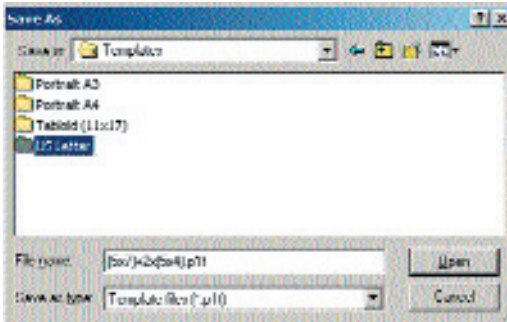 Save As
Save in: Templates
Portrait A3
Portrait A4
Tabloid (11x17)
US Letter
File name:
Open
Save as type: Template files
Cancel